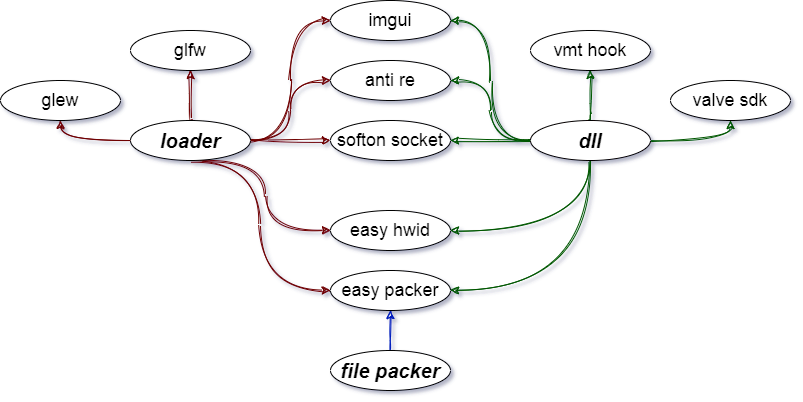 imgui
glfw
vmt hook
anti re
glew
valve sdk
loader
softon socket
dll
easy hwid
easy packer
file packer